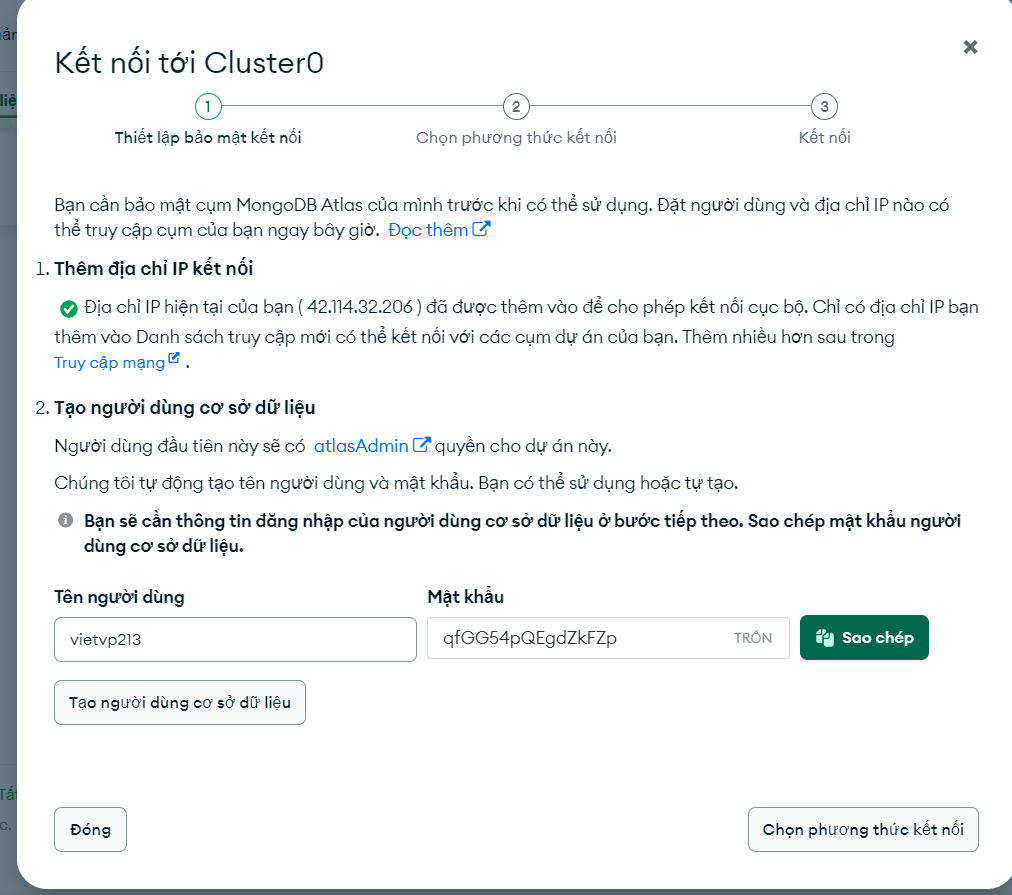 Kết nối tới Cluster0
1
2
3
Thiết lập bảo mật kết nối
Chọn phương thức kết nối
Kết nối
Bạn cần bảo mật cụm MongoDB Atlas của mình trước khi có thể sử dụng. Đặt người dùng và địa chỉ IP nào có
thể truy cập cụm của bạn ngay bây giờ. Đọc thêm
1. Thêm địa chỉ IP kết nối
Địa chỉ IP hiện tại của bạn ( 42.114.32.206 ) đã được thêm vào để cho phép kết nối cục bộ. Chỉ có địa chỉ IP bạn
thêm vào Danh sách truy cập mới có thể kết nối với các cụm dự án của bạn. Thêm nhiều hơn sau trong
Truy cập mạng .
2. Tạo người dùng cơ sở dữ liệu
Người dùng đầu tiên này sẽ có atlasAdmin quyền cho dự án này.
Chúng tôi tự động tạo tên người dùng và mật khẩu. Bạn có thể sử dụng hoặc tự tạo.
Bạn sẽ cần thông tin đăng nhập của người dùng cơ sở dữ liệu ở bước tiếp theo. Sao chép mật khẩu người
dùng cơ sở dữ liệu.
Tên người dùng
Mật khẩu
vietvp213
qfGG54pQEgdZkFZp
TRỐN
Sao chép
Tạo người dùng cơ sở dữ liệu
Đóng
Chọn phương thức kết nối